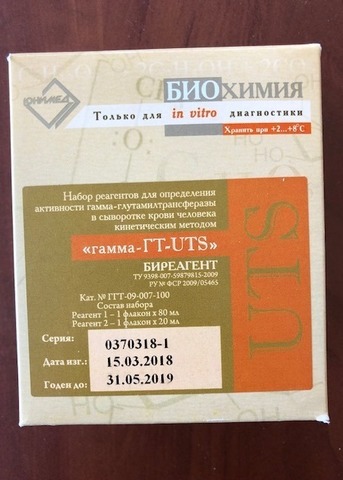 ЮНИМЕД
БИОХИМИЯ
Только для in vitro диагностики
Хранить при +2...+8°С
Набор реагентов для определения
активности гамма-глутамилтрансферазы
в сыворотке крови человека
кинетическим методом
«гамма-ГТ-UTS»
БИРЕАГЕНТ
ТУ 9398-007-59879815-2009
РУ № ФСР 2009/05465
Кат. № ГГТ-09-007-100
Состав набора
Реагент 1 – 1 флакон х 80 мл
Реагент 2 – 1 флакон х 20 мл
Серия: 0370318-1
Дата изг.: 15.03.2018
Годен до: 31.05.2019
UTS